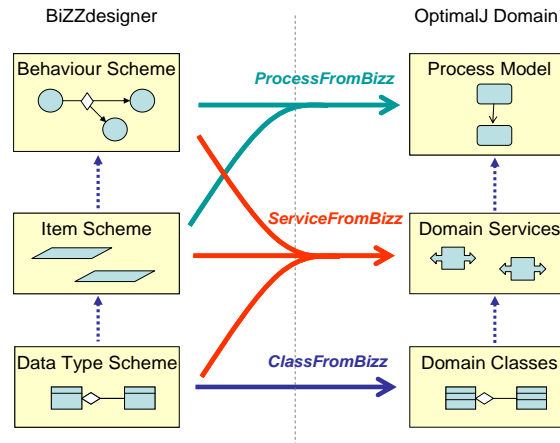 BiZZdesigner
OptimalJ Domain
Behaviour Scheme
ProcessFromBizz
Process Model
Item Scheme
ServiceFromBizz
Domain Services
Data Type Scheme
ClassFromBizz
Domain Classes